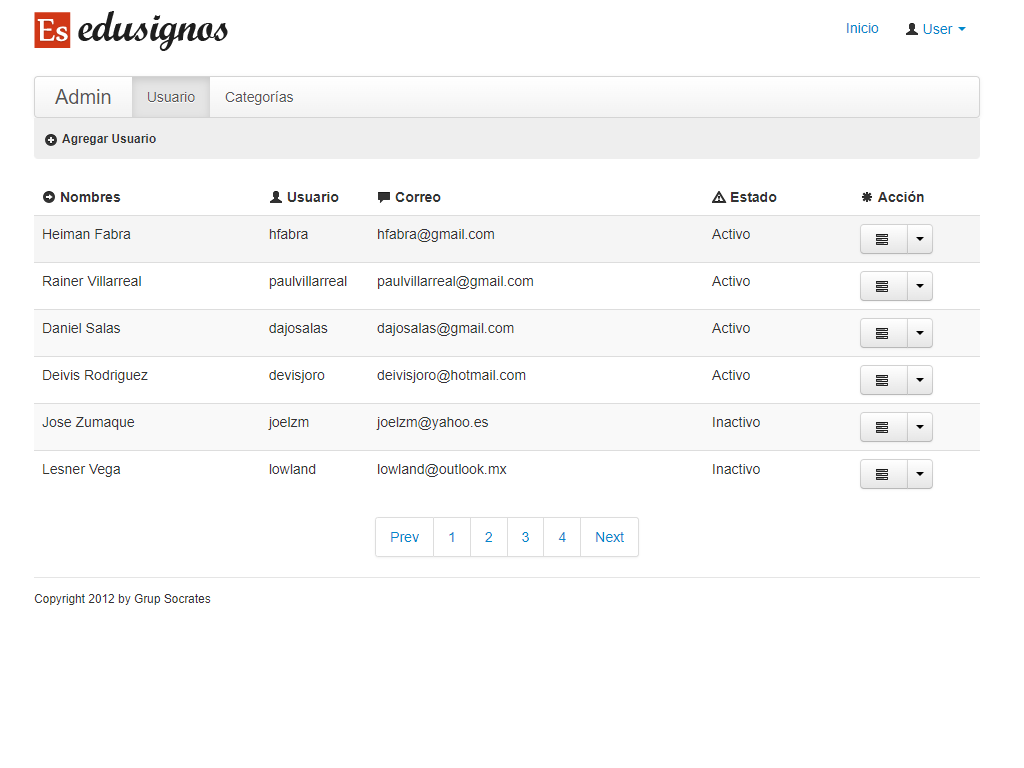 Es edusignos
Inicio User
Admin Usuario Categorías
Agregar Usuario
Nombres Usuario Correo Estado Acción
Heiman Fabra hfabra hfabra@gmail.com Activo
Rainer Villarreal paulvillarreal paulvillarreal@gmail.com Activo
Daniel Salas dajosalas dajosalas@gmail.com Activo
Deivis Rodriguez devisjoro deivisjoro@hotmail.com Activo
Jose Zumaque joelzm joelzm@yahoo.es Inactivo
Lesner Vega lowland lowland@outlook.mx Inactivo
Prev 1 2 3 4 Next
Copyright 2012 by Grup Socrates